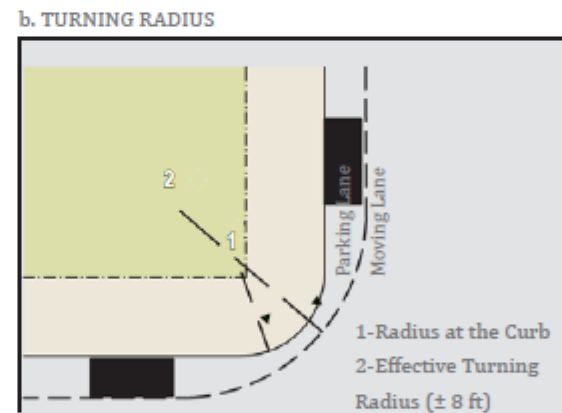 b. TURNING RADIUS
2
1
Parking Lane
Moving Lane
1-Radius at the Curb
2-Effective Turning
Radius (± 8 ft)